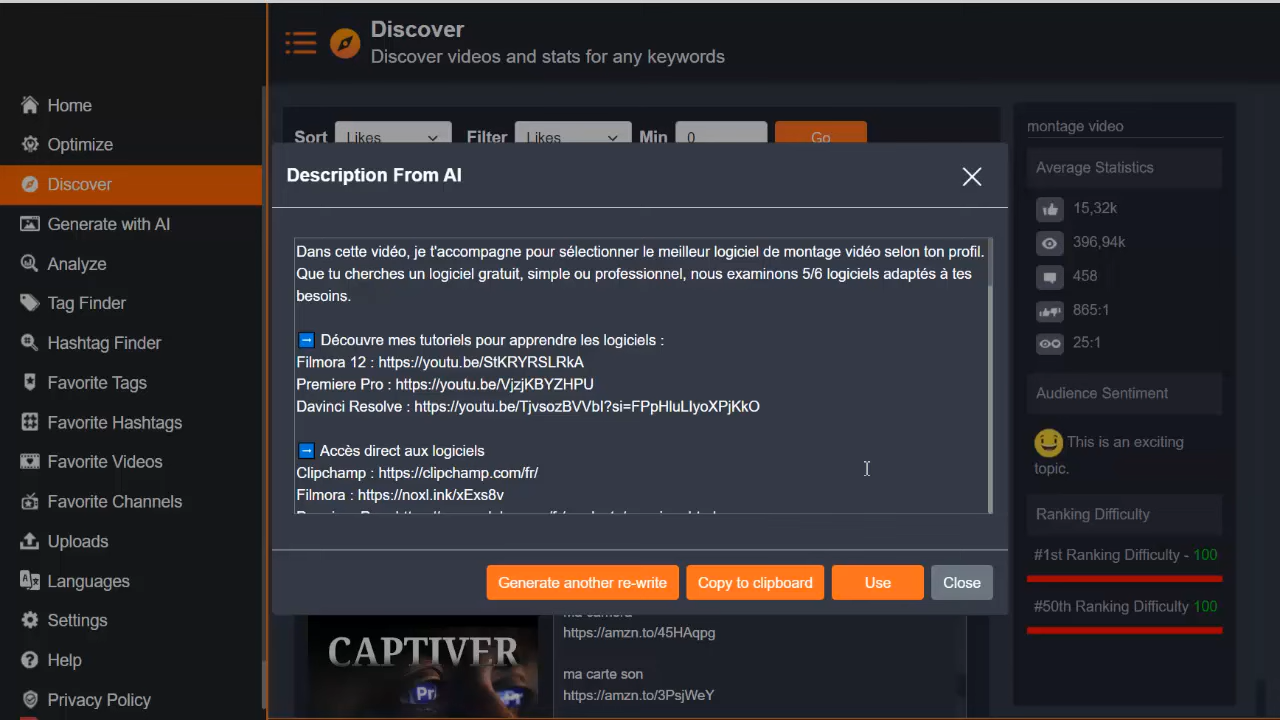 Discover
Discover videos and stats for any keywords
Home
Optimize
Discover
Generate with AI
Analyze
Tag Finder
Hashtag Finder
Favorite Tags
Favorite Hashtags
Favorite Videos
Favorite Channels
Uploads
Languages
Settings
Help
Privacy Policy
Sort Likes Filter Likes Min 0 Go
Description From AI
Dans cette vidéo, je t'accompagne pour sélectionner le meilleur logiciel de montage vidéo selon ton profil.
Que tu cherches un logiciel gratuit, simple ou professionnel, nous examinons 5/6 logiciels adaptés à tes
besoins.
➡ Découvre mes tutoriels pour apprendre les logiciels :
Filmora 12 : https://youtu.be/StKRYRSLRkA
Premiere Pro : https://youtu.be/VjzjKBYZHPU
Davinci Resolve : https://youtu.be/TjvsozBVVbI?si=FPpHluLIyoXPjKkO
➡ Accès direct aux logiciels
Clipchamp : https://clipchamp.com/fr/
Filmora : https://noxl.ink/xExs8v
Generate another re-write
Copy to clipboard
Use
Close
CAPTIVER
Pr
Pr
https://amzn.to/45HAqpg
ma carte son
https://amzn.to/3PsjWeY
montage video
Average Statistics
15,32k
396,94k
458
865:1
25:1
Audience Sentiment
This is an exciting
topic.
Ranking Difficulty
#1st Ranking Difficulty - 100
#50th Ranking Difficulty 100